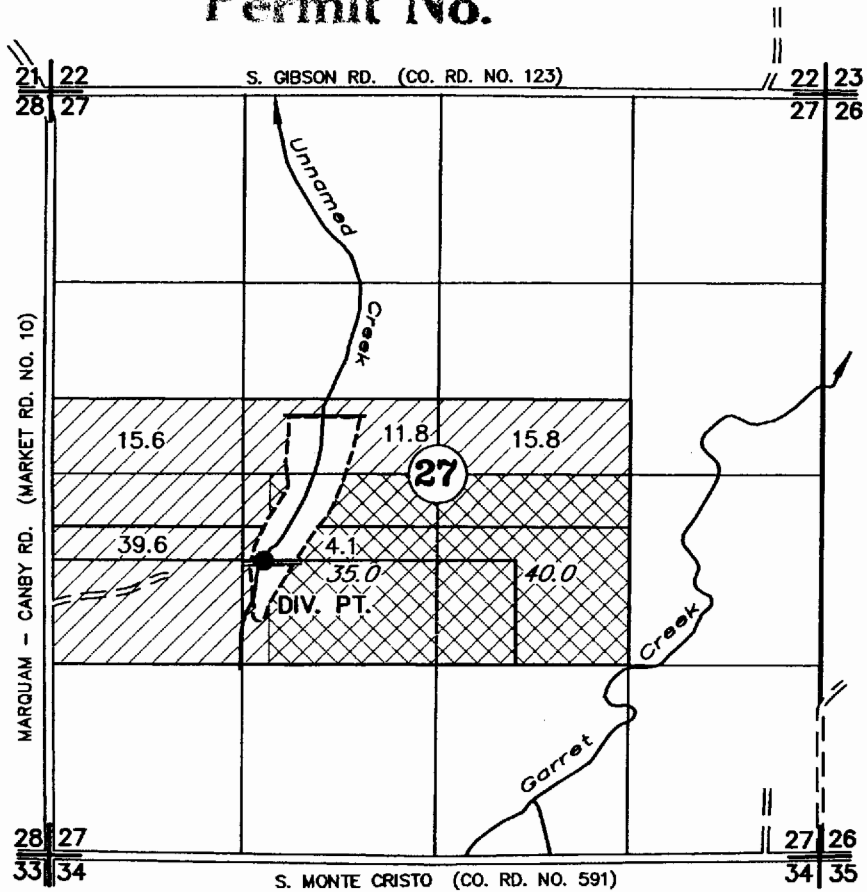 Permit No.
21 22
S. GIBSON RD. (CO. RD. NO. 123)
22 23
28 27
27 26
Unnamed
Creek
MARQUAM - CANBY RD. (MARKET RD. NO. 10)
15.6
11.8
15.8
27
39.6
4.1
35.0
40.0
DIV. PT.
Creek
Garret
28 27
27 26
33 34
34 35
S. MONTE CRISTO (CO. RD. NO. 591)